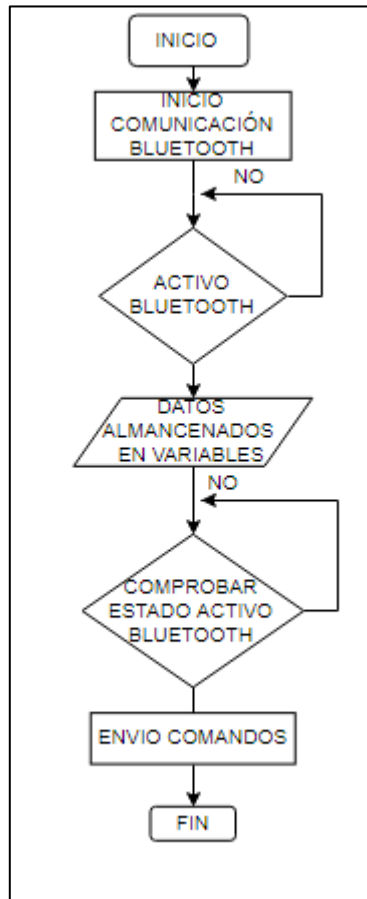 INICIO
INICIO
COMUNICACIÓN
BLUETOOTH
NO
ACTIVO
BLUETOOTH
DATOS
ALMANCENADOS
EN VARIABLES
NO
COMPROBAR
ESTADO ACTIVO
BLUETOOTH
ENVIO COMANDOS
FIN